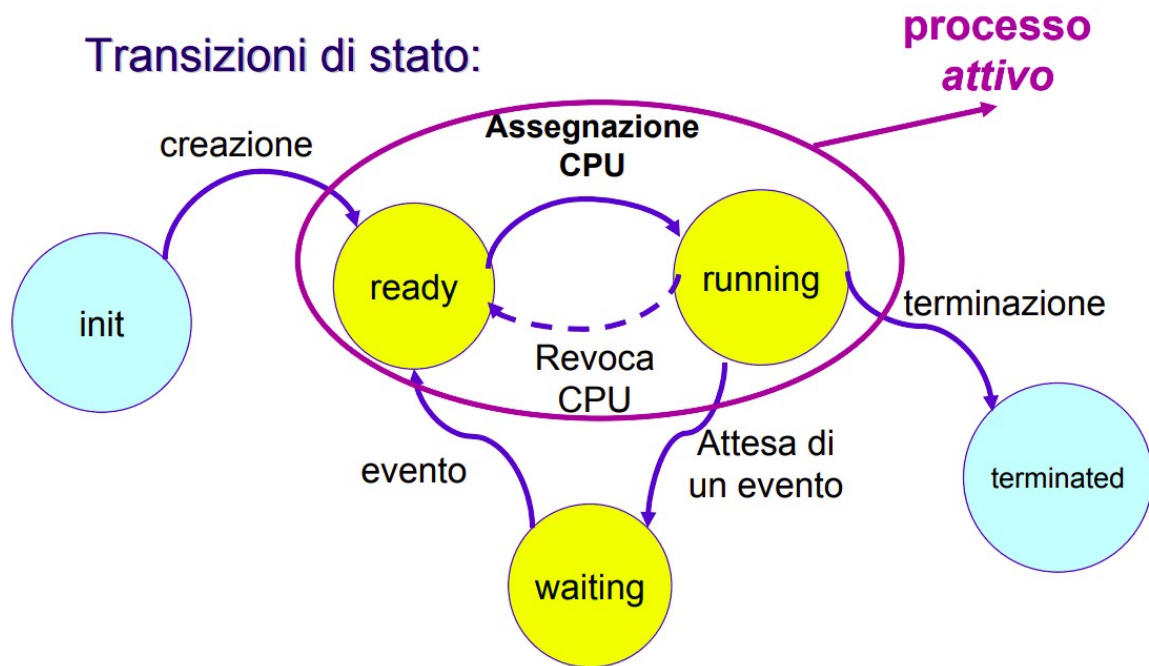 Transizioni di stato:
processo
attivo
creazione
Assegnazione
CPU
init
ready
running
Revoca
CPU
terminazione
evento
Attesa di
un evento
terminated
waiting